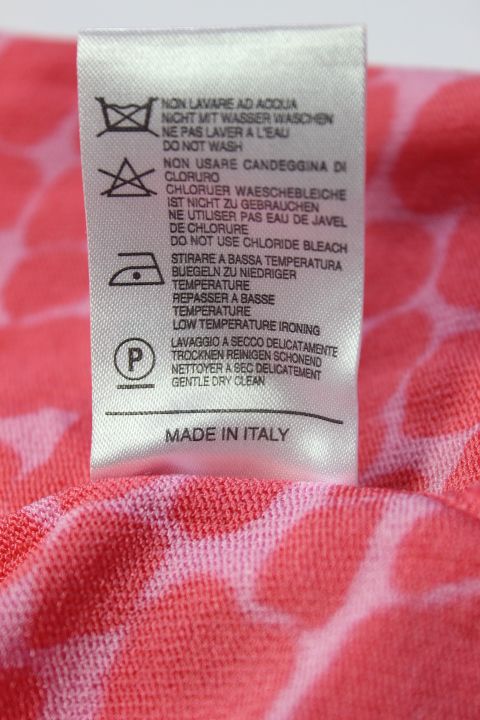 NON LAVARE AD ACQUA
NICHT MIT WASSER WASCHEN
NE PAS LAVER A L'EAU
DO NOT WASH
NON USARE CANDEGGINA DI
CLORURO
CHLORUER WAESCHEBLEICHE
IST NICHT ZU GEBRAUCHEN
NE UTILISER PAS EAU DE JAVEL
DE CHLORURE
DO NOT USE CHLORIDE BLEACH
STIRARE A BASSA TEMPERATURA
BUEGELN ZU NIEDRIGER
TEMPERATURE
REPASSER A BASSE
TEMPERATURE
LOW TEMPERATURE IRONING
P
LAVAGGIO A SECCO DELICATAMENTE
TROCKNIEN REINIGEN SCHONEND
NETTOYER A SEC DELICATEMENT
GENTLE DRY CLEAN
MADE IN ITALY